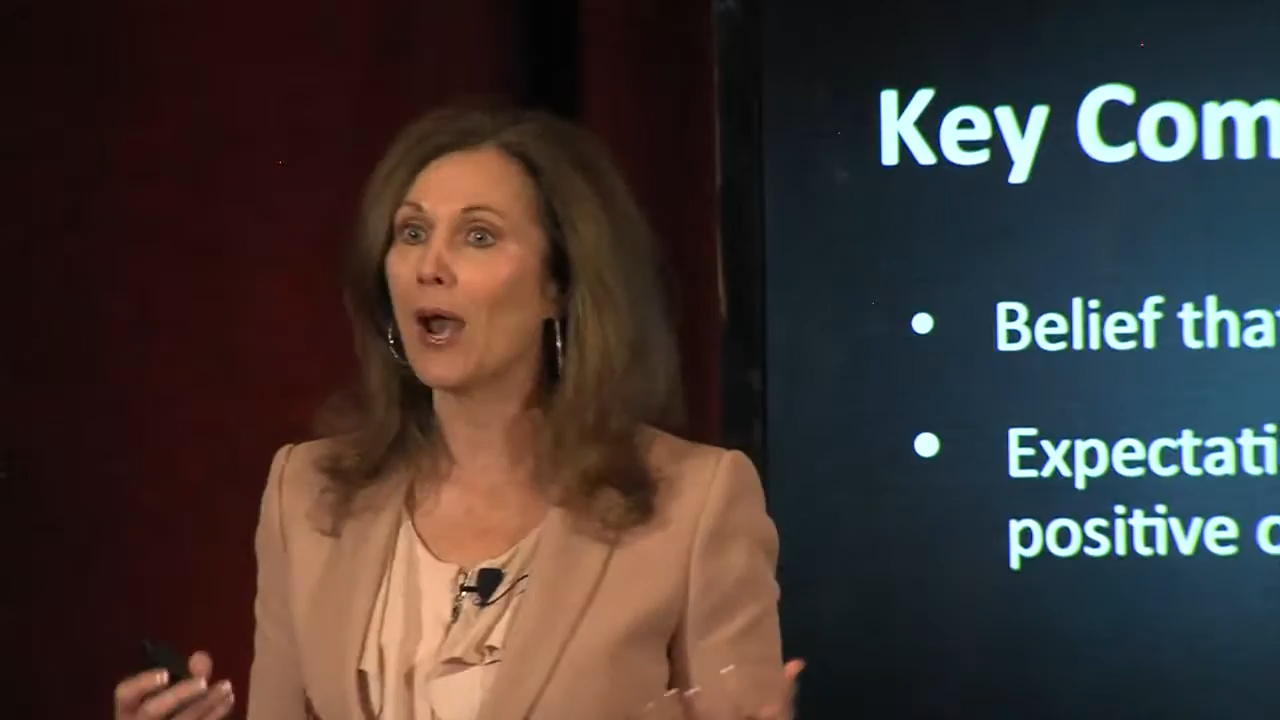 Key Com
• Belief tha
• Expectati
positive